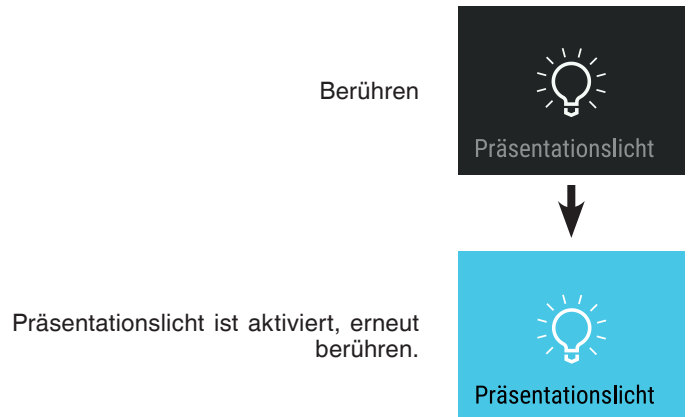 Berühren
Präsentationslicht
Präsentationslicht ist aktiviert, erneut
berühren.
Präsentationslicht